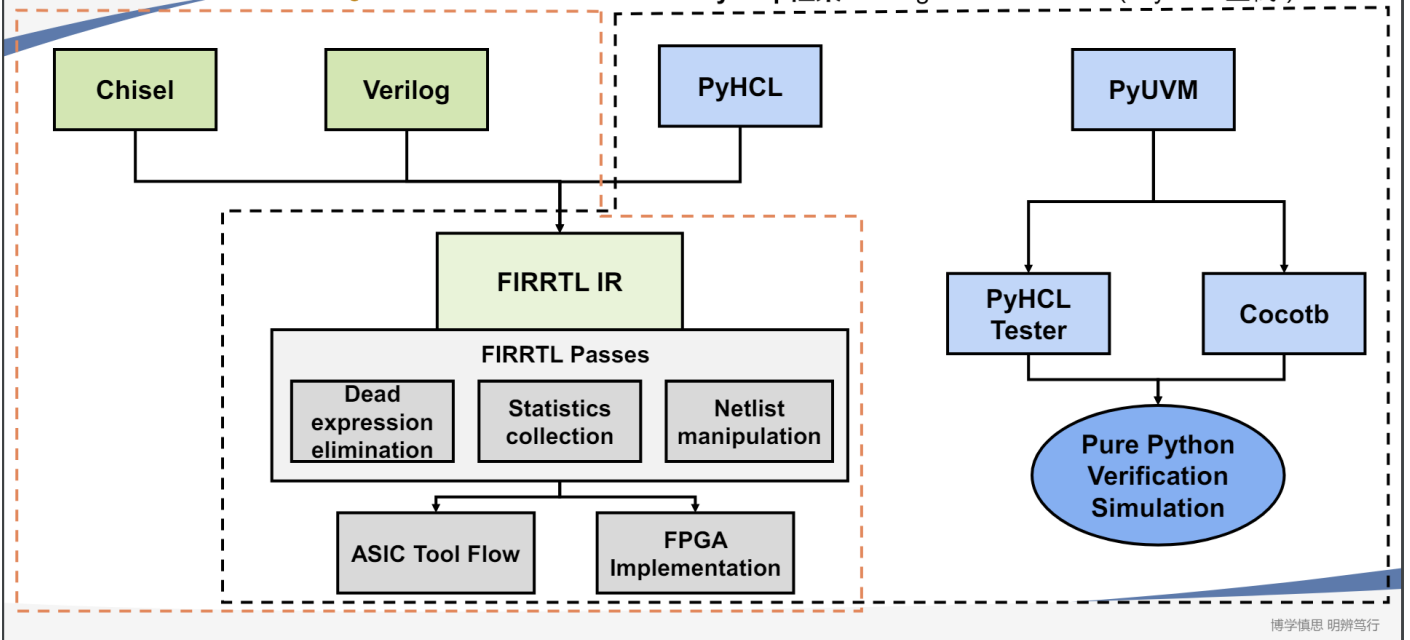 Chisel
Verilog
PyHCL
PyUVM
FIRRTL IR
PyHCL
Tester
Cocotb
FIRRTL Passes
Dead
expression
elimination
Statistics
collection
Netlist
manipulation
Pure Python
Verification
Simulation
ASIC Tool Flow
FPGA
Implementation
博学慎思 明辨笃行